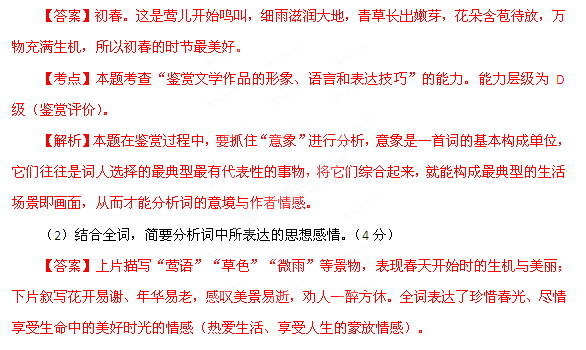 【答案】初春。这是莺儿开始鸣叫，细雨滋润大地，青草长出嫩芽，花朵含苞待放，万
物充满生机，所以初春的时节最美好。
【考点】本题考查“鉴赏文学作品的形象、语言和表达技巧”的能力。能力层级为 D
级（鉴赏评价）。
【解析】本题在鉴赏过程中，要抓住“意象”进行分析，意象是一首词的基本构成单位，
它们往往是词人选择的最典型最有代表性的事物，将它们综合起来，就能构成最典型的生活
场景即画面，从而才能分析词的意境与作者情感。
（2）结合全词，简要分析词中所表达的思想感情。（4 分）
【答案】上片描写“莺语”“草色”“微雨”等景物，表现春天开始时的生机与美丽；
下片叙写花开易谢、年华易老，感叹美景易逝，劝人一醉方休。全词表达了珍惜春光、尽情
享受生命中的美好时光的情感（热爱生活、享受人生的豪放情感）。